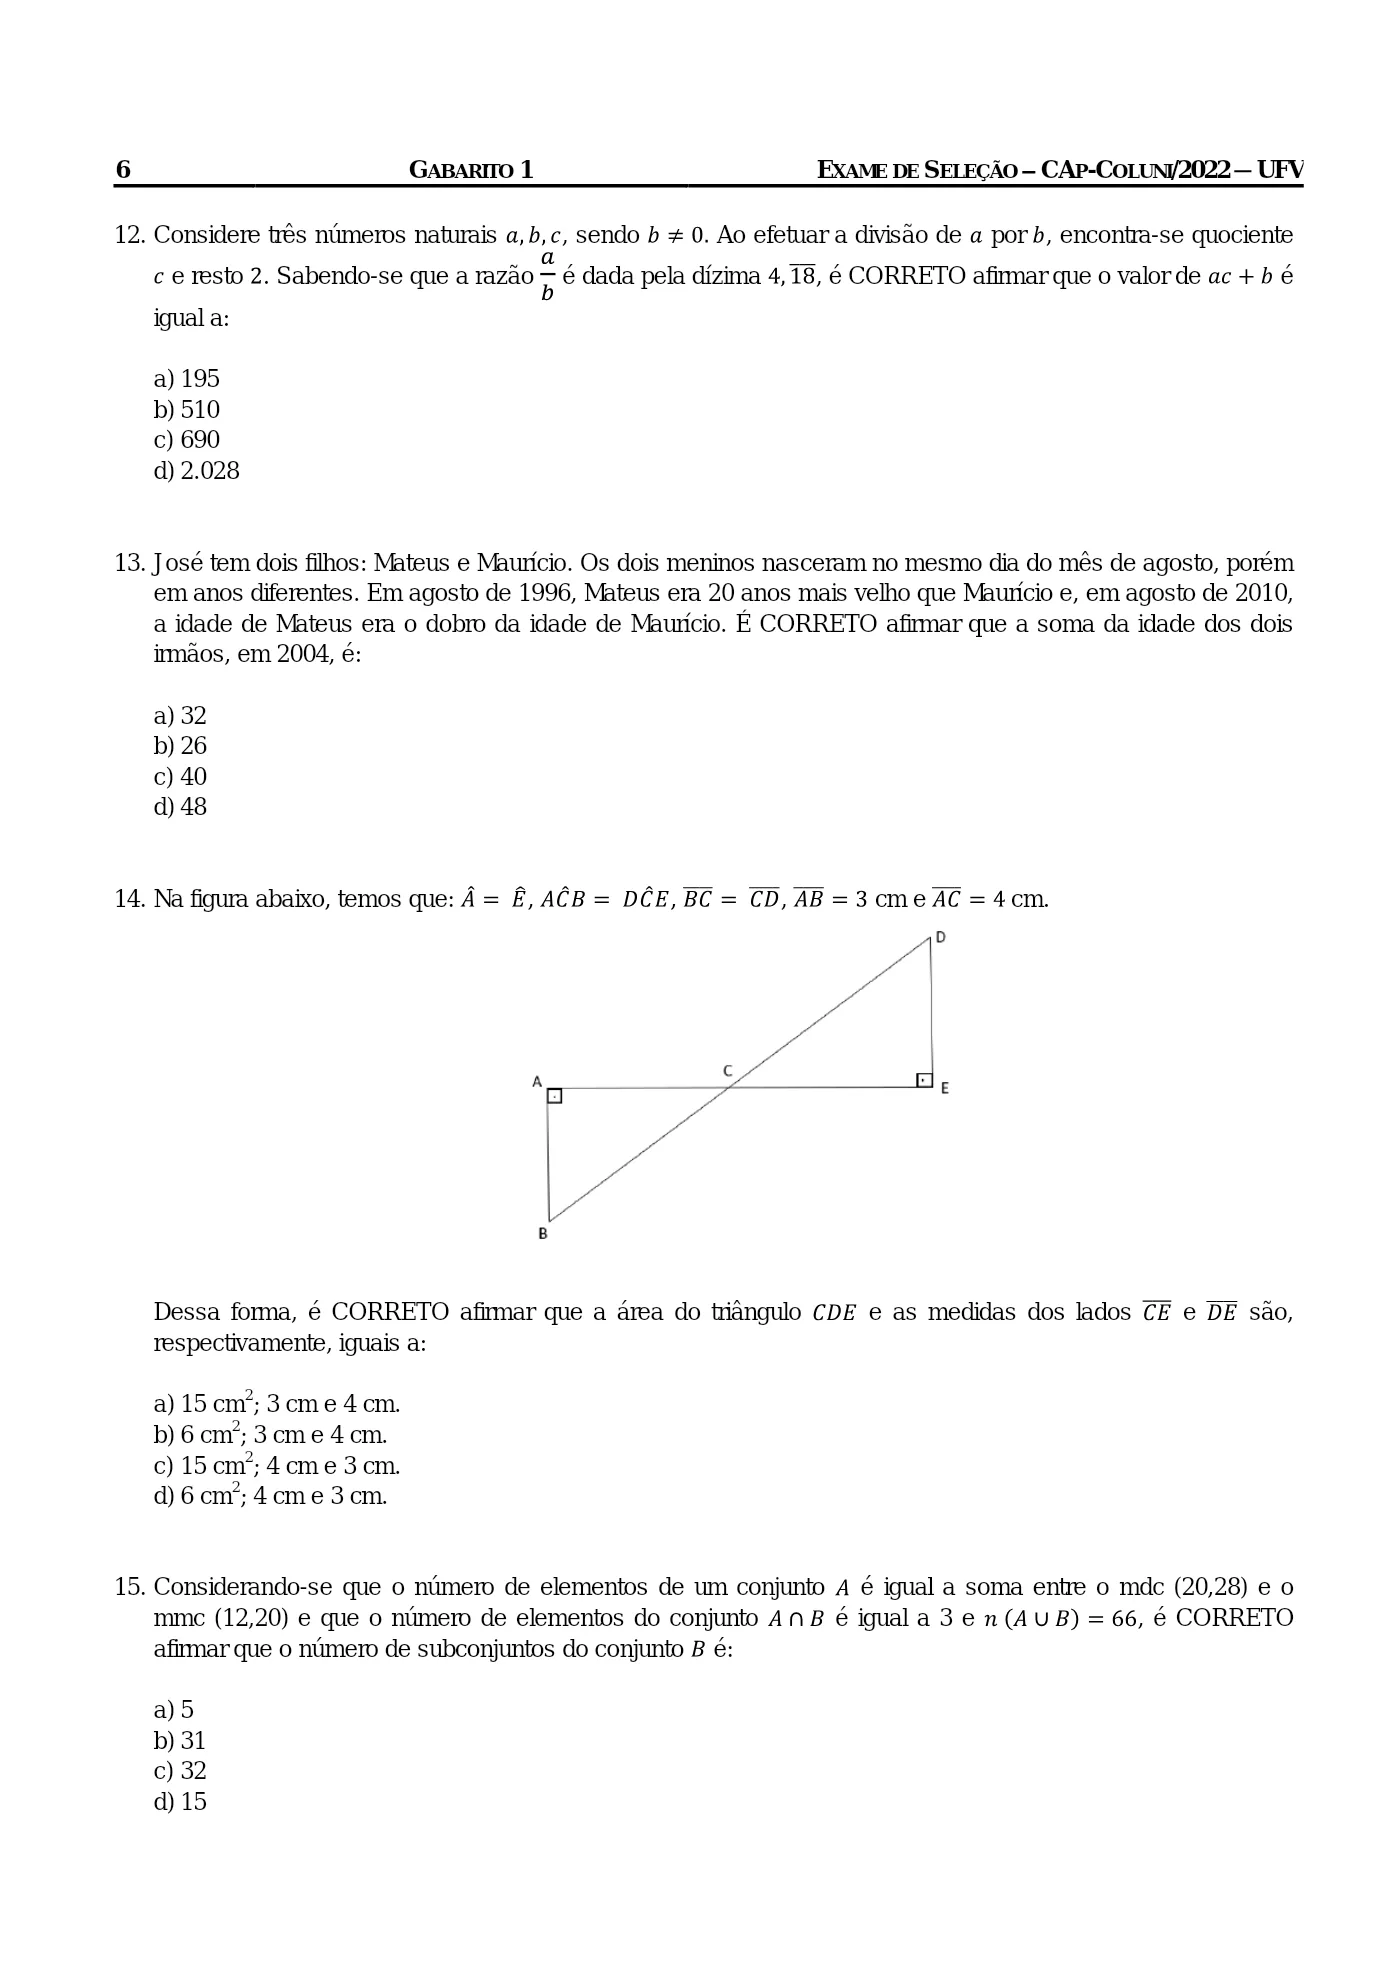 6 GABARITO 1 EXAME DE SELEÇÃO – CAP-COLUNI/2022 — UFV
12. Considere três números naturais a, b, c, sendo b ≠ 0. Ao efetuar a divisão de a por b, encontra-se quociente
c e resto 2. Sabendo-se que a razão a/b é dada pela dízima 4, 1̅8̅, é CORRETO afirmar que o valor de ac + b é
igual a:
a) 195
b) 510
c) 690
d) 2.028
13. José tem dois filhos: Mateus e Maurício. Os dois meninos nasceram no mesmo dia do mês de agosto, porém
em anos diferentes. Em agosto de 1996, Mateus era 20 anos mais velho que Maurício e, em agosto de 2010,
a idade de Mateus era o dobro da idade de Maurício. É CORRETO afirmar que a soma da idade dos dois
irmãos, em 2004, é:
a) 32
b) 26
c) 40
d) 48
14. Na figura abaixo, temos que: Â = Ê, AĈB = DĈE, B̅C̅ = C̅D̅, A̅B̅ = 3 cm e A̅C̅ = 4 cm.
D
C
A
E
B
Dessa forma, é CORRETO afirmar que a área do triângulo CDE e as medidas dos lados C̅E̅ e D̅E̅ são,
respectivamente, iguais a:
a) 15 cm²; 3 cm e 4 cm.
b) 6 cm²; 3 cm e 4 cm.
c) 15 cm²; 4 cm e 3 cm.
d) 6 cm²; 4 cm e 3 cm.
15. Considerando-se que o número de elementos de um conjunto A é igual a soma entre o mdc (20,28) e o
mmc (12,20) e que o número de elementos do conjunto A ∩ B é igual a 3 e n (A ∪ B) = 66, é CORRETO
afirmar que o número de subconjuntos do conjunto B é:
a) 5
b) 31
c) 32
d) 15